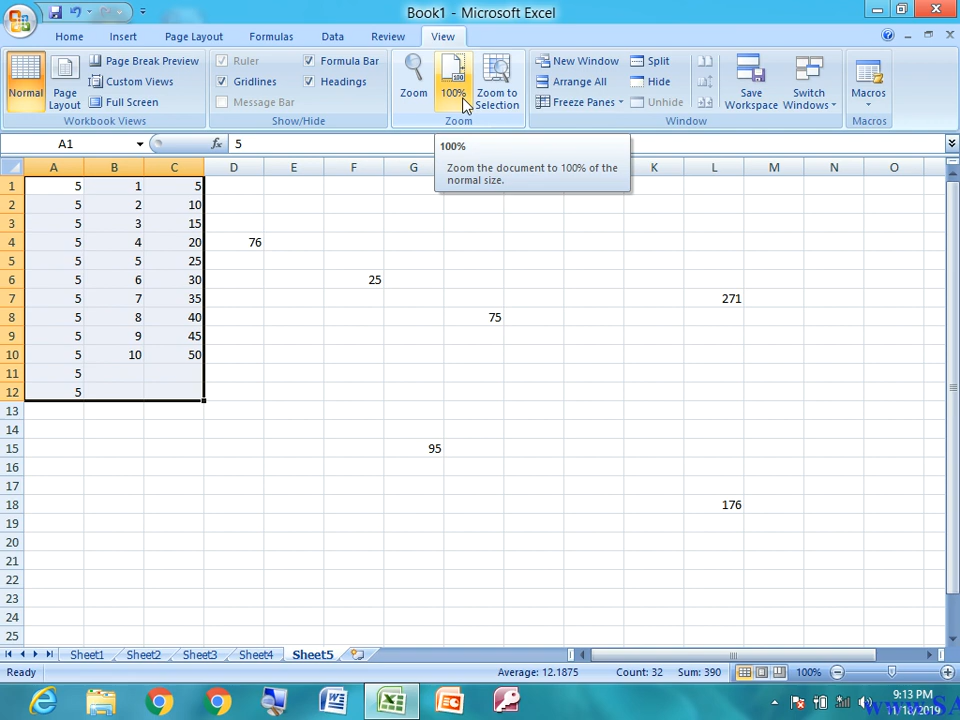 Book1 - Microsoft Excel
Home Insert Page Layout Formulas Data Review View
Normal Page Layout Page Break Preview Custom Views Full Screen
Workbook Views
Ruler Formula Bar
Gridlines Headings
Message Bar
Show/Hide
Zoom 100% Zoom to Selection
Zoom
New Window Split
Arrange All Hide
Freeze Panes Unhide
Save Workspace Switch Windows
Window
Macros
Macros
A1 fx 5
100%
Zoom the document to 100% of the
normal size.
A B C D E F G K L M N O
1 5 1 5
2 5 2 10
3 5 3 15
4 5 4 20 76
5 5 5 25
6 5 6 30 25
7 5 7 35 271
8 5 8 40 75
9 5 9 45
10 5 10 50
11 5
12 5
13
14
15 95
16
17
18 176
19
20
21
22
23
24
25
Sheet1 Sheet2 Sheet3 Sheet4 Sheet5
Ready Average: 12.1875 Count: 32 Sum: 390 100%
9:13 PM
11/18/2019